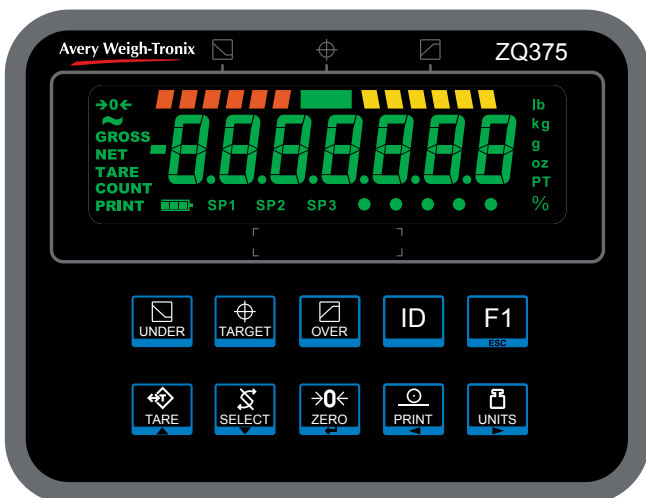 Avery Weigh-Tronix
ZQ375
→0←
~
GROSS
NET
TARE
COUNT
PRINT
-8.8.8.8.8.8.8
SP1 SP2 SP3
lb
kg
g
oz
PT
%
UNDER
TARGET
OVER
ID
F1
ESC
TARE
SELECT
→0←
ZERO
PRINT
UNITS